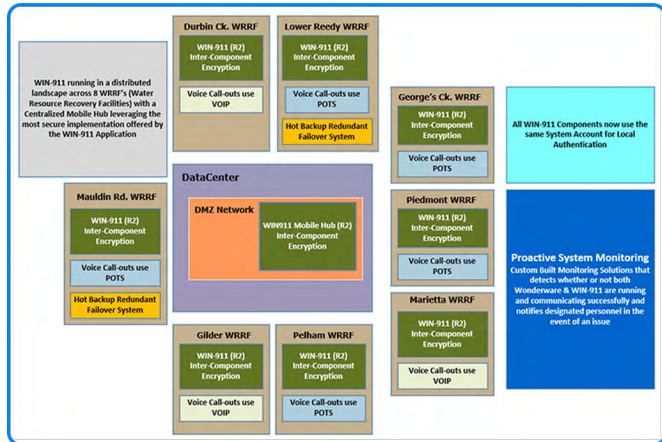 WIN-911 running in a distributed
landscape across 8 WRRF's (Water
Resource Recovery Facilities) with a
Centralized Mobile Hub leveraging the
most secure implementation offered by
the WIN-911 Application
Durbin Ck. WRRF
WIN-911 (R2)
Inter-Component
Encryption
Voice Call-outs use
VOIP
Lower Reedy WRRF
WIN-911 (R2)
Inter-Component
Encryption
Voice Call-outs use
POTS
Hot Backup Redundant
Failover System
George's Ck. WRRF
WIN-911 (R2)
Inter-Component
Encryption
Voice Call-outs use
POTS
All WIN-911 Components now use the
same System Account for Local
Authentication
Mauldin Rd. WRRF
WIN-911 (R2)
Inter-Component
Encryption
Voice Call-outs use
POTS
Hot Backup Redundant
Failover System
DataCenter
DMZ Network
WIN911 Mobile Hub (R2)
Inter-Component
Encryption
Piedmont WRRF
WIN-911 (R2)
Inter-Component
Encryption
Voice Call-outs use
POTS
Proactive System Monitoring
Custom Built Monitoring Solutions that
detects whether or not both
Wonderware & WIN-911 are running
and communicating successfully and
notifies designated personnel in the
event of an issue
Marietta WRRF
WIN-911 (R2)
Inter-Component
Encryption
Voice Call-outs use
VOIP
Gilder WRRF
WIN-911 (R2)
Inter-Component
Encryption
Voice Call-outs use
VOIP
Pelham WRRF
WIN-911 (R2)
Inter-Component
Encryption
Voice Call-outs use
POTS